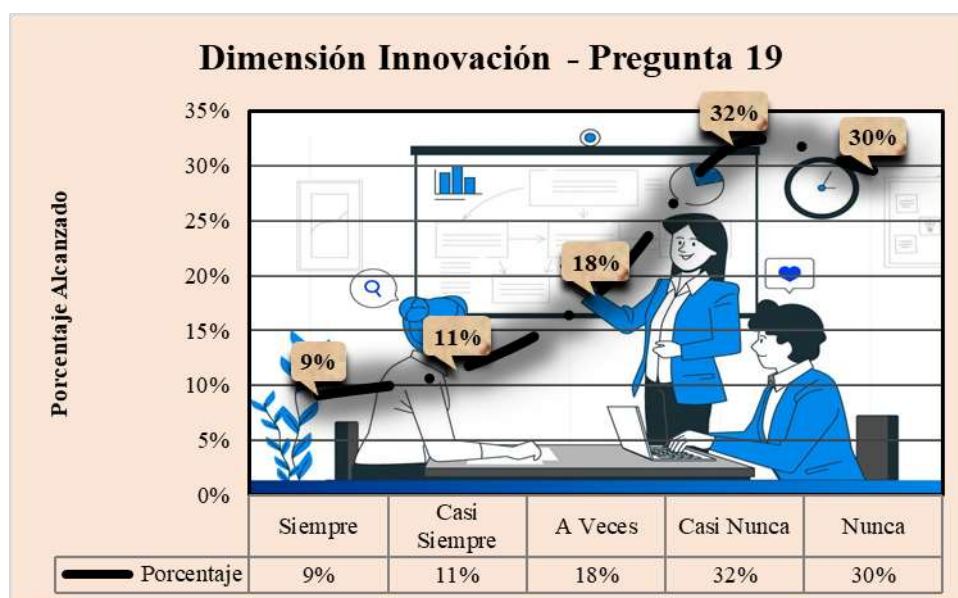 Dimensión Innovación - Pregunta 19
Porcentaje Alcanzado
35%
30%
25%
20%
15%
10%
5%
0%
9%
11%
18%
32%
30%
Siempre
Casi
Siempre
A Veces
Casi Nunca
Nunca
Porcentaje
9%
11%
18%
32%
30%